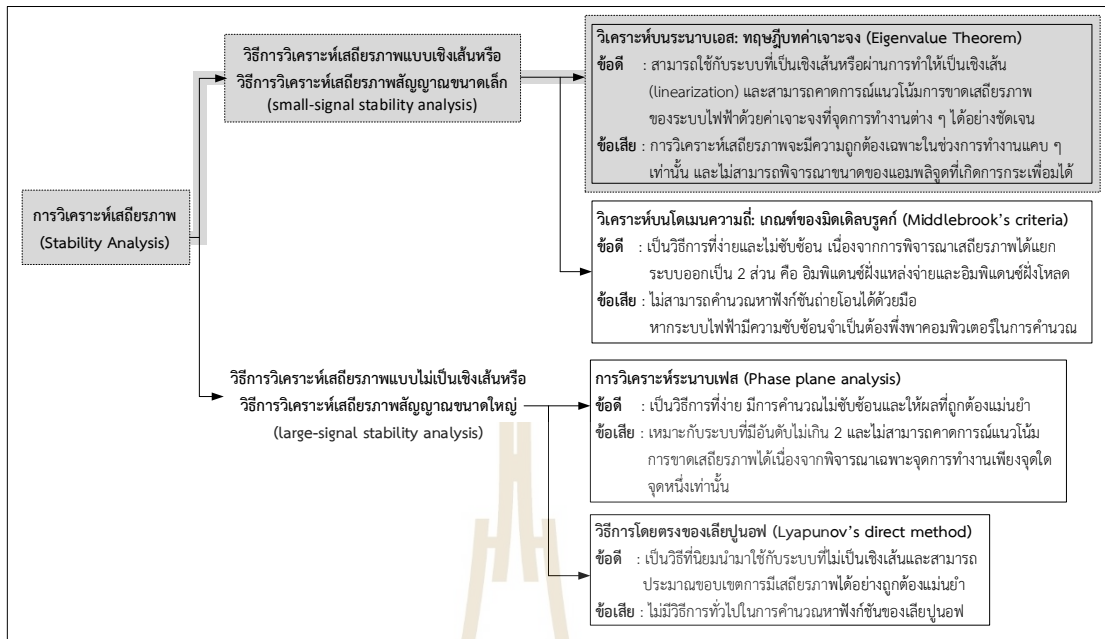 การวิเคราะห์เสถียรภาพ
(Stability Analysis)
วิธีการวิเคราะห์เสถียรภาพแบบเชิงเส้นหรือ
วิธีการวิเคราะห์เสถียรภาพสัญญาณขนาดเล็ก
(small-signal stability analysis)
วิเคราะห์บนระนาบเอส: ทฤษฎีบทค่าเจาะจง (Eigenvalue Theorem)
ข้อดี : สามารถใช้กับระบบที่เป็นเชิงเส้นหรือผ่านการทำให้เป็นเชิงเส้น
(linearization) และสามารถคาดการณ์แนวโน้มการขาดเสถียรภาพ
ของระบบไฟฟ้าด้วยค่าเจาะจงที่จุดการทำงานต่าง ๆ ได้อย่างชัดเจน
ข้อเสีย : การวิเคราะห์เสถียรภาพจะมีความถูกต้องเฉพาะในช่วงการทำงานแคบ ๆ
เท่านั้น และไม่สามารถพิจารณาขนาดของแอมพลิจูดที่เกิดการกระเพื่อมได้
วิเคราะห์บนโดเมนความถี่: เกณฑ์ของมิดเดิลบรูคก์ (Middlebrook's criteria)
ข้อดี : เป็นวิธีการที่ง่ายและไม่ซับซ้อน เนื่องจากการพิจารณาเสถียรภาพได้แยก
ระบบออกเป็น 2 ส่วน คือ อิมพิแดนซ์ฝั่งแหล่งจ่ายและอิมพิแดนซ์ฝั่งโหลด
ข้อเสีย : ไม่สามารถคำนวณหาฟังก์ชันถ่ายโอนได้ด้วยมือ
หากระบบไฟฟ้ามีความซับซ้อนจำเป็นต้องพึ่งพาคอมพิวเตอร์ในการคำนวณ
วิธีการวิเคราะห์เสถียรภาพแบบไม่เป็นเชิงเส้นหรือ
วิธีการวิเคราะห์เสถียรภาพสัญญาณขนาดใหญ่
(large-signal stability analysis)
การวิเคราะห์ระนาบเฟส (Phase plane analysis)
ข้อดี : เป็นวิธีการที่ง่าย มีการคำนวณไม่ซับซ้อนและให้ผลที่ถูกต้องแม่นยำ
ข้อเสีย : เหมาะกับระบบที่มีอันดับไม่เกิน 2 และไม่สามารถคาดการณ์แนวโน้ม
การขาดเสถียรภาพได้เนื่องจากพิจารณาเฉพาะจุดการทำงานเพียงจุดใด
จุดหนึ่งเท่านั้น
วิธีการโดยตรงของเลียปูนอฟ (Lyapunov's direct method)
ข้อดี : เป็นวิธีที่นิยมนำมาใช้กับระบบที่ไม่เป็นเชิงเส้นและสามารถ
ประมาณขอบเขตการมีเสถียรภาพได้อย่างถูกต้องแม่นยำ
ข้อเสีย : ไม่มีวิธีการทั่วไปในการคำนวณหาฟังก์ชันของเลียปูนอฟ